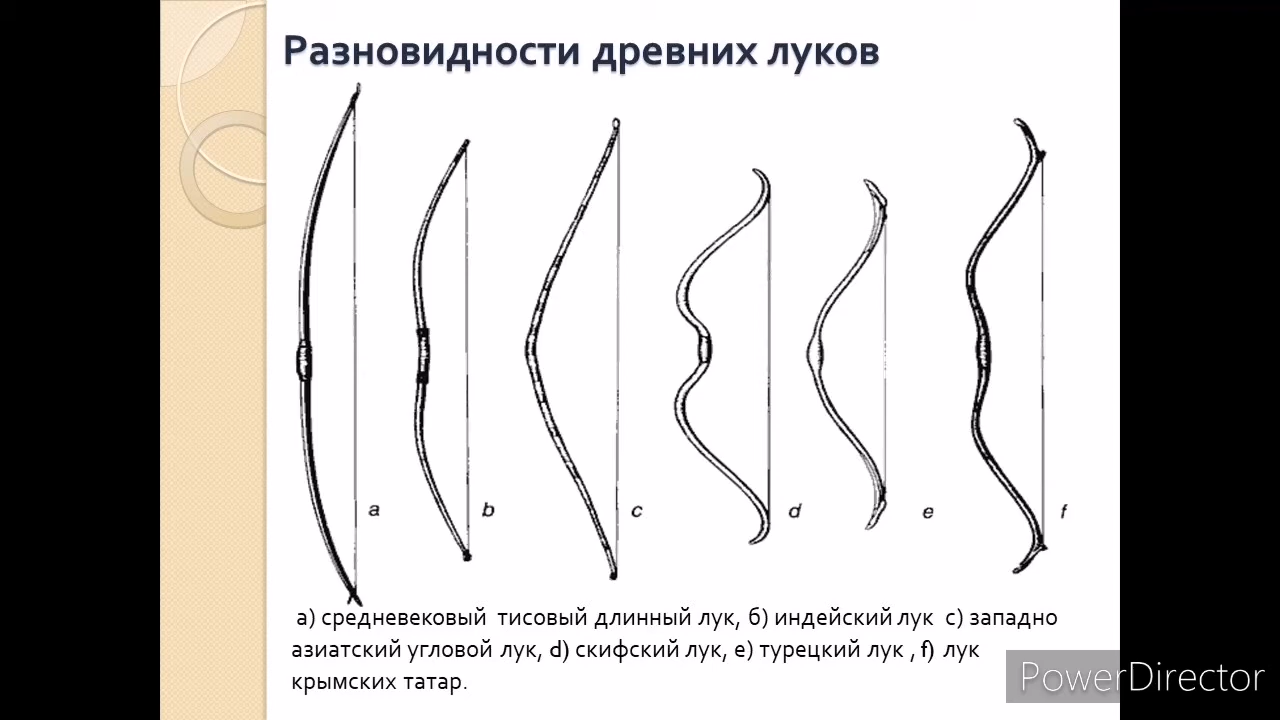 Разновидности древних луков
a b c d e f
а) средневековый тисовый длинный лук, б) индейский лук с) западно
азиатский угловой лук, d) скифский лук, е) турецкий лук , f) лук
крымских татар.
PowerDirector